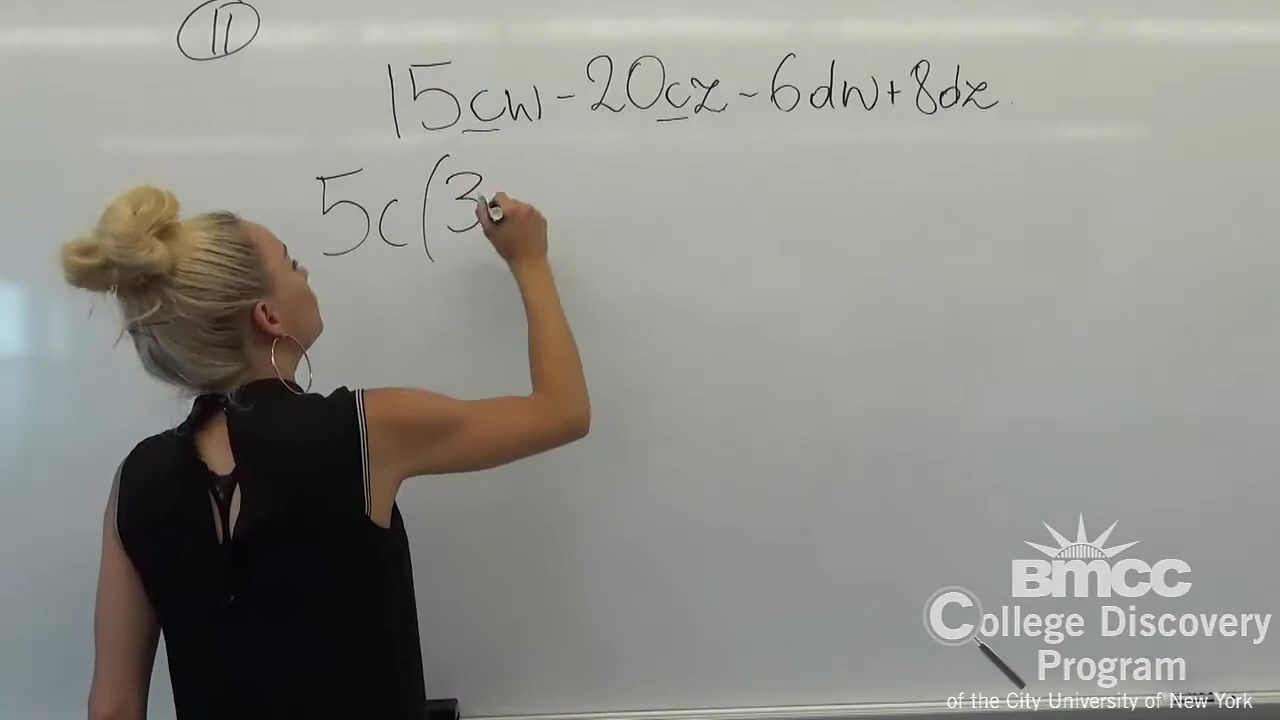 11
15cw - 20cz - 6dw + 8dz
5c(3
BMCC
College Discovery
Program
of the City University of New York